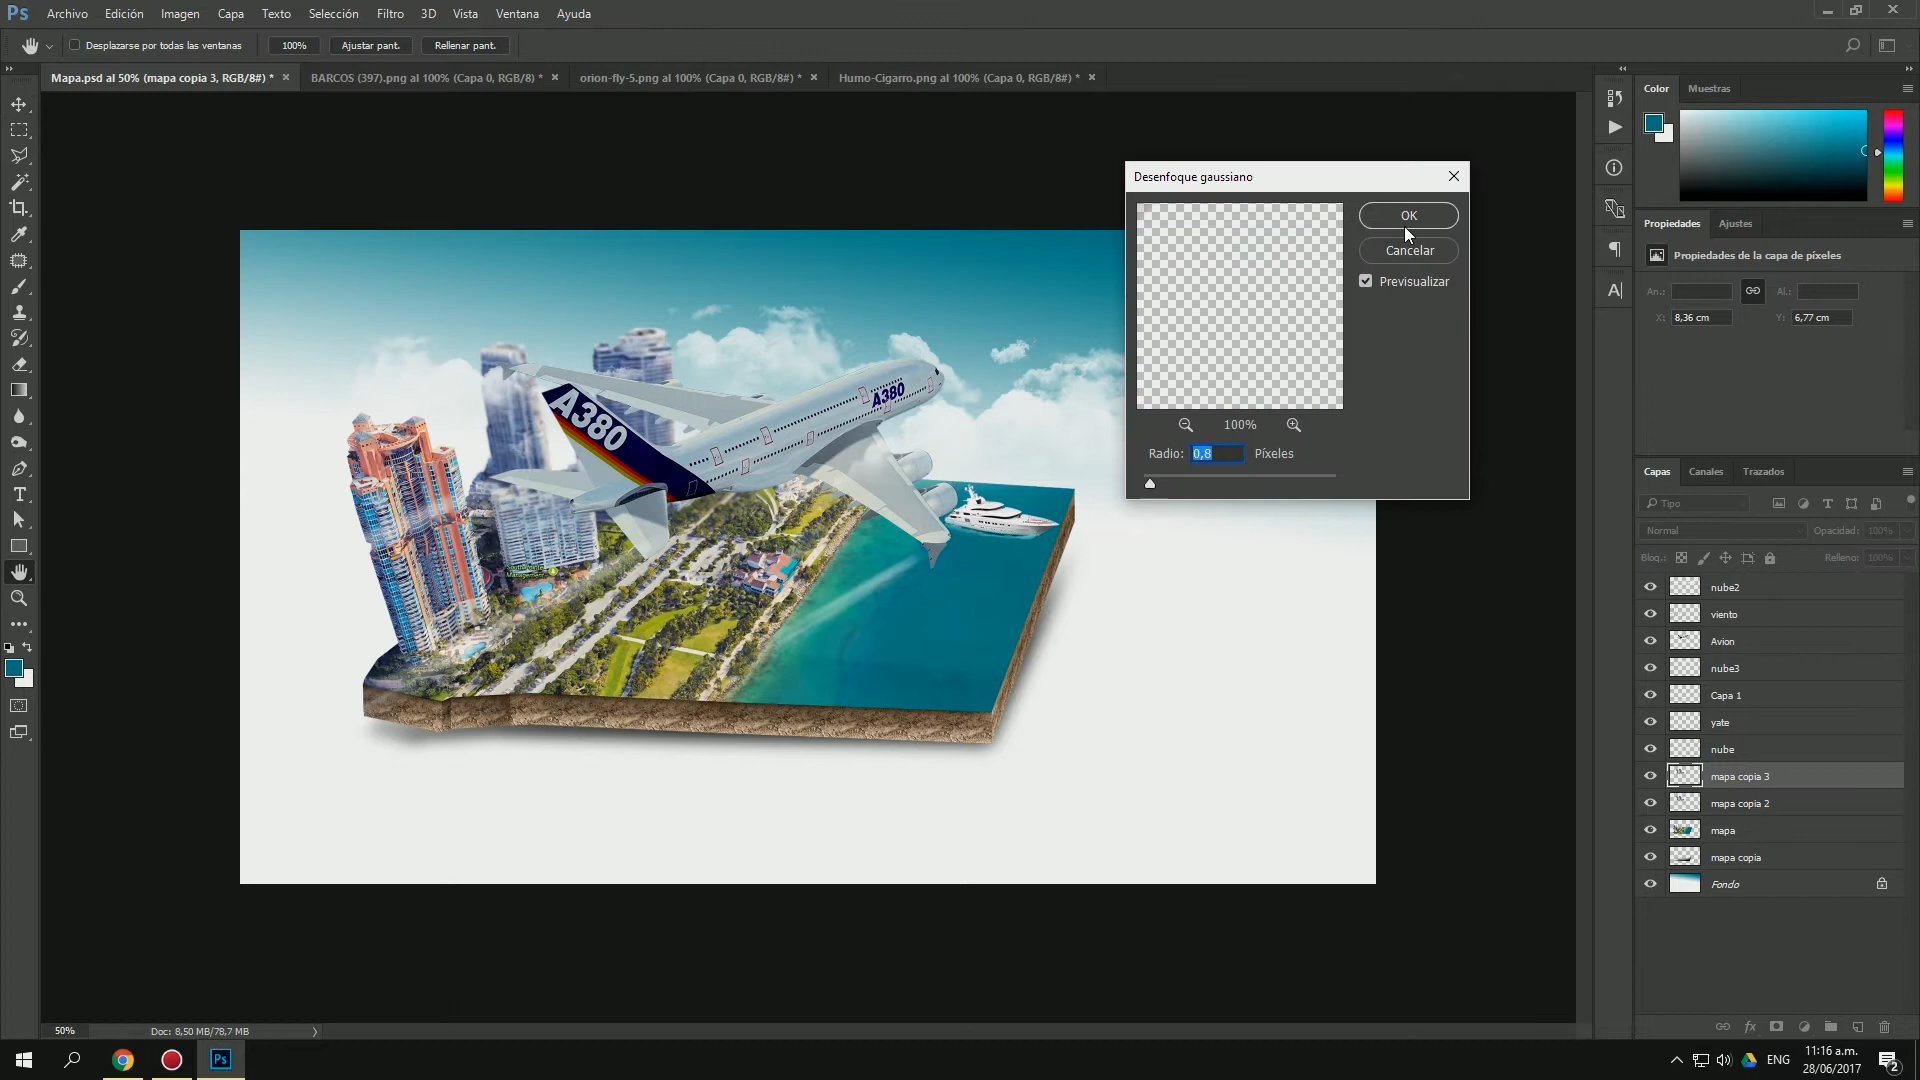 Ps Archivo Edición Imagen Capa Texto Selección Filtro 3D Vista Ventana Ayuda
Desplazarse por todas las ventanas 100% Ajustar pant. Rellenar pant.
Mapa.psd al 50% (mapa copia 3, RGB/8#) * BARCOS (397).png al 100% (Capa 0, RGB/8) * orion-fly-5.png al 100% (Capa 0, RGB/8#) * Humo-Cigarro.png al 100% (Capa 0, RGB/8#) *
Color Muestras
Desenfoque gaussiano
OK
Cancelar
Previsualizar
100%
Radio: 0,8 Píxeles
A380
A380
Propiedades Ajustes
Propiedades de la capa de píxeles
An.: Al.:
X: 8,36 cm Y: 6,77 cm
Capas Canales Trazados
Tipo
Normal Opacidad: 100%
Bloq.: Relleno: 100%
nube2
viento
Avion
nube3
Capa 1
yate
nube
mapa copia 3
mapa copia 2
mapa
mapa copia
Fondo
50% Doc: 8,50 MB/78,7 MB
Ps ENG 11:16 a.m.
28/06/2017
2